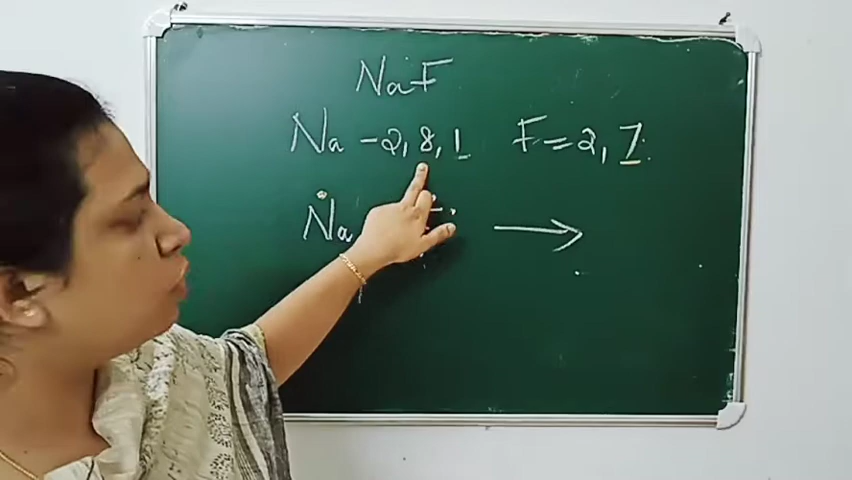 NaF
Na - 2, 8, 1 F = 2, 7
Na →